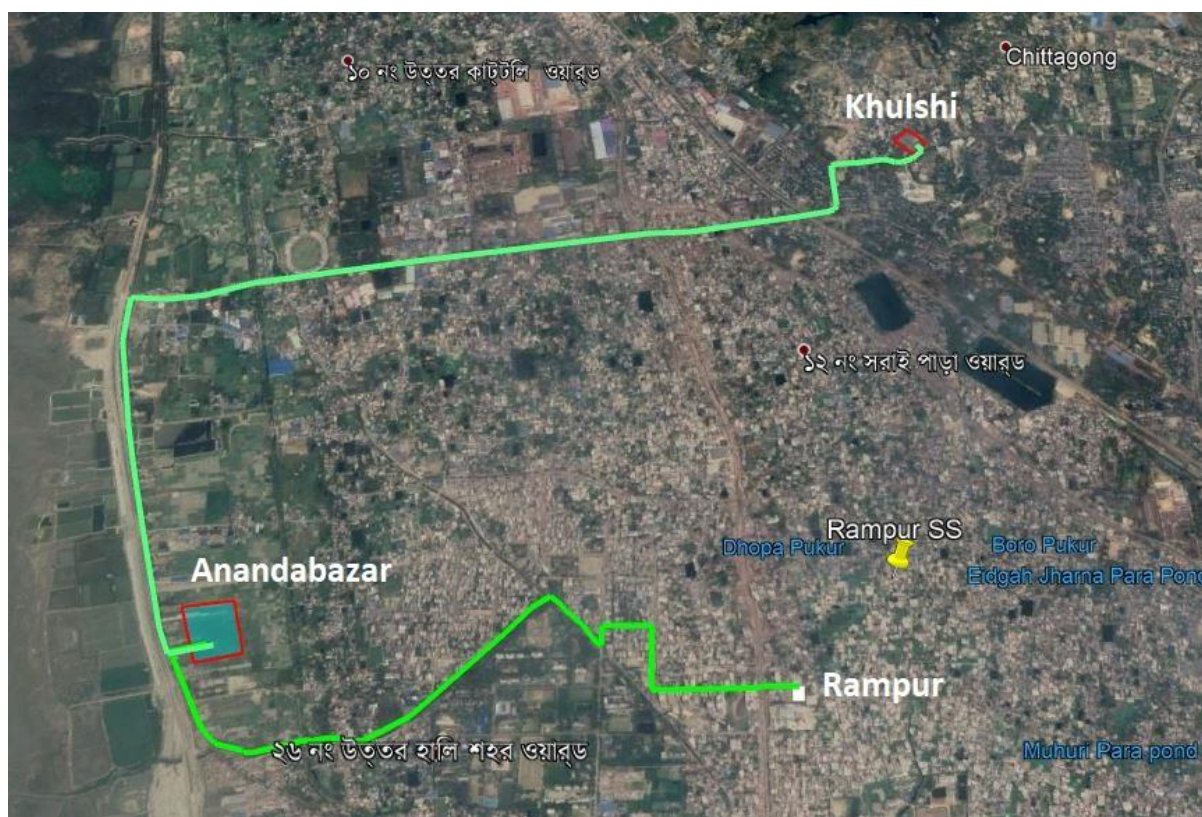 Chittagong
১০ নং উত্তর কাট্টলি ওয়ার্ড
Khulshi
১২ নং সরাই পাড়া ওয়ার্ড
Rampur SS
Dhopa Pukur
Boro Pukur
Eidgah Jharna Para Pond
Anandabazar
Rampur
২৬ নং উত্তর হালি শহর ওয়ার্ড
Muhuri Para pond